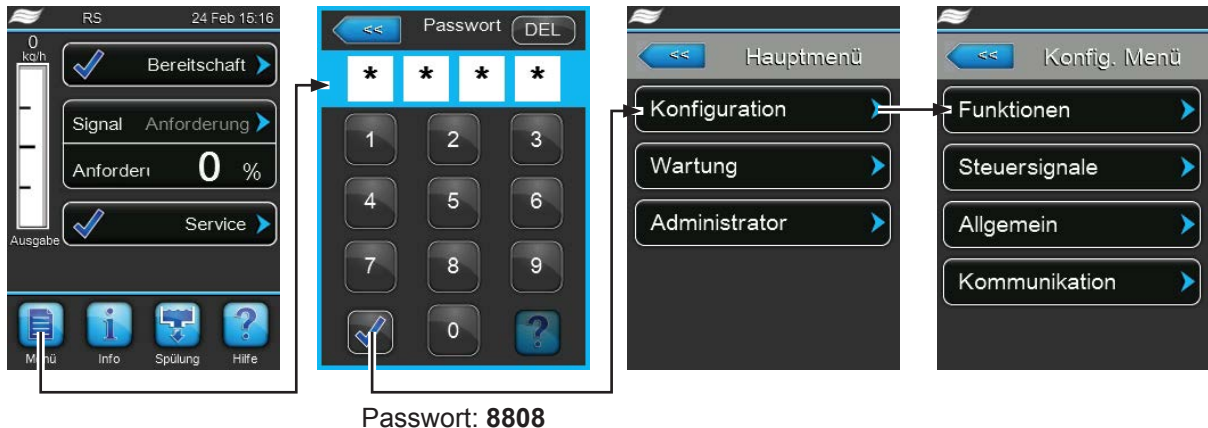 RS 24 Feb 15:16
0
kg/h
Bereitschaft
Signal Anforderung
Anforderu 0 %
Service
Ausgabe
Menü Info Spülung Hilfe
<< Passwort DEL
* * * *
1 2 3
4 5 6
7 8 9
0 ?
Passwort: 8808
<< Hauptmenü
Konfiguration
Wartung
Administrator
<< Konfig. Menü
Funktionen
Steuersignale
Allgemein
Kommunikation